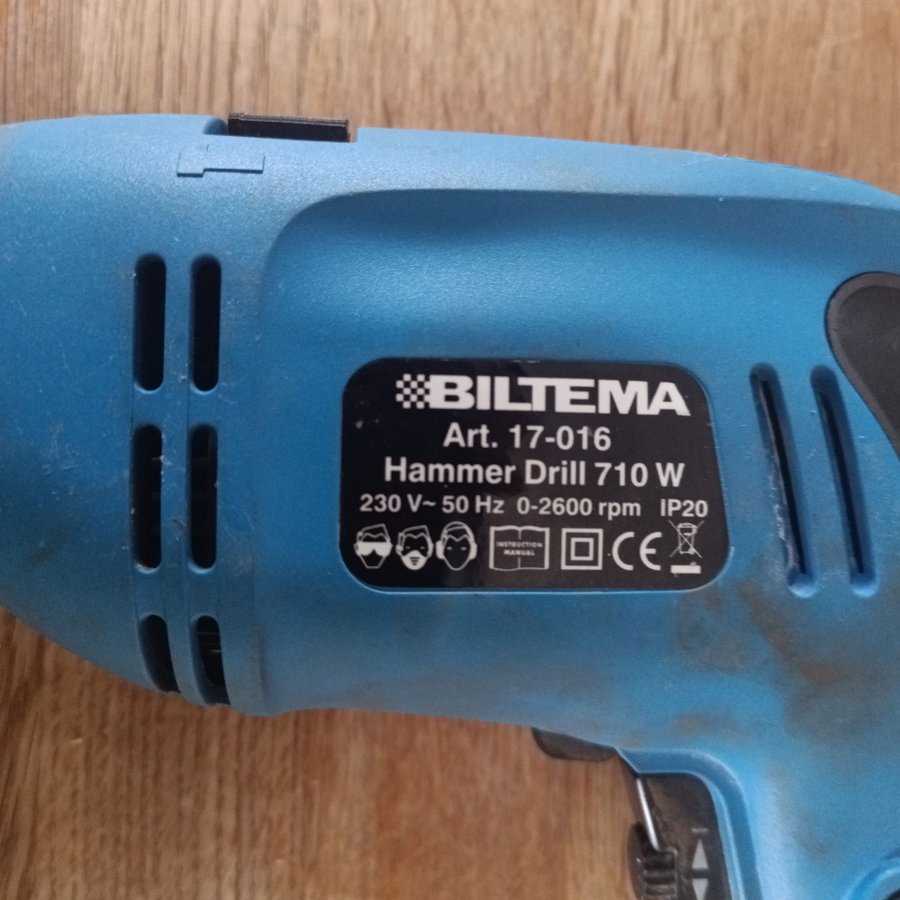 BILTEMA
Art. 17-016
Hammer Drill 710 W
230 V~ 50 Hz 0-2600 rpm IP20
INSTRUCTION
MANUAL
CE